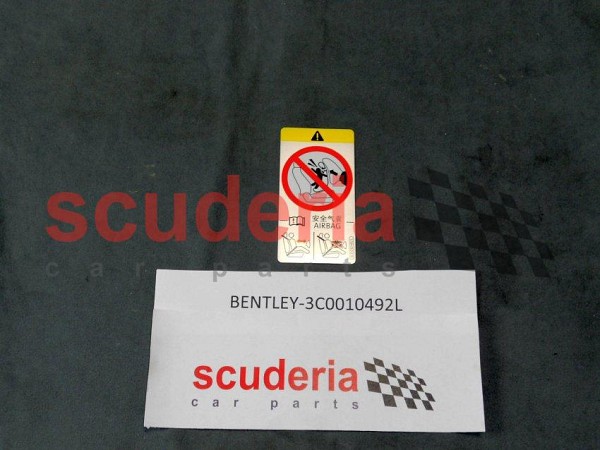 scuderia
car parts
安全气囊
AIRBAG
BENTLEY-3C0010492L
scuderia
car parts